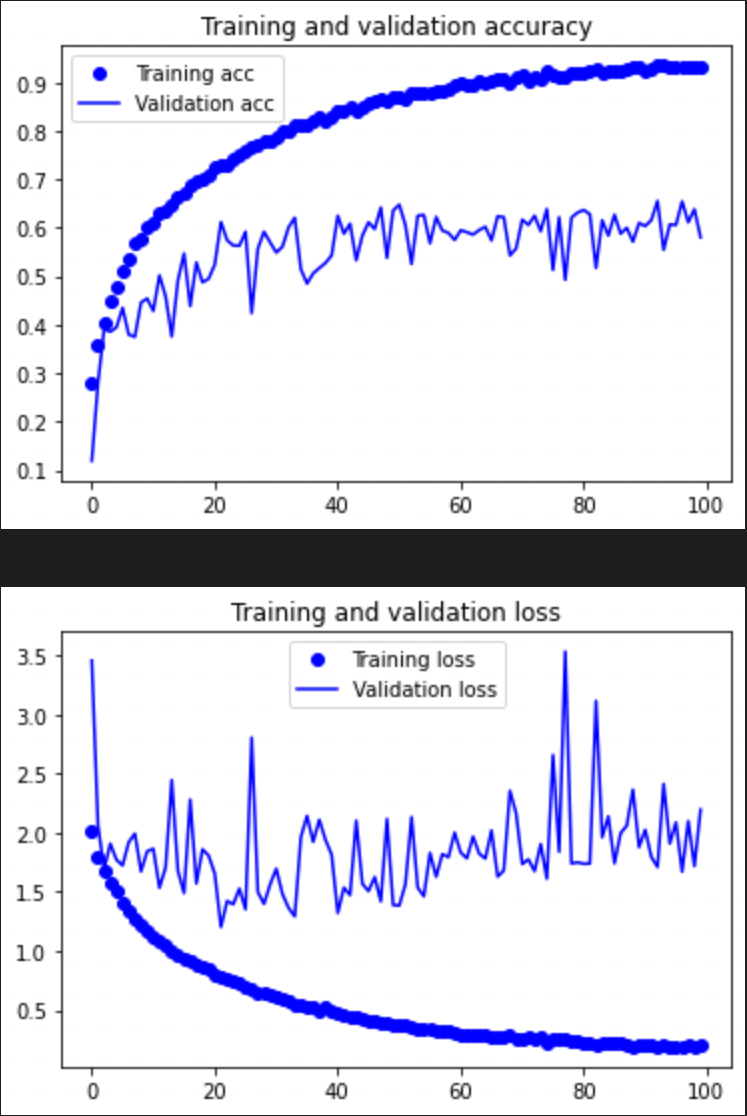 Training and validation accuracy
0.9
0.8
0.7
0.6
0.5
0.4
0.3
0.2
0.1
Training acc
Validation acc
0 20 40 60 80 100
Training and validation loss
3.5
3.0
2.5
2.0
1.5
1.0
0.5
Training loss
Validation loss
0 20 40 60 80 100